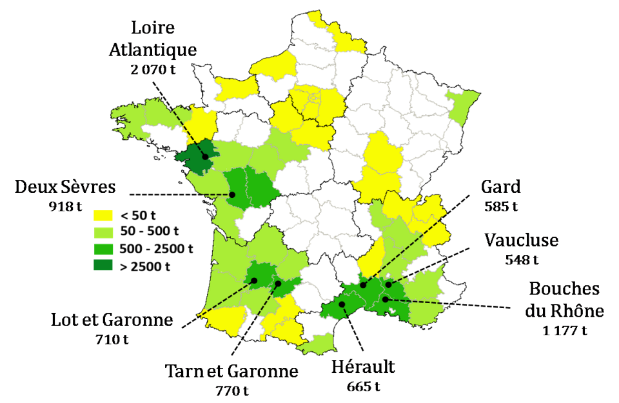 Loire
Atlantique
2 070 t
Deux Sèvres
918 t
< 50 t
50 - 500 t
500 - 2500 t
> 2500 t
Gard
585 t
Vaucluse
548 t
Bouches
du Rhône
1 177 t
Lot et Garonne
710 t
Tarn et Garonne
770 t
Hérault
665 t